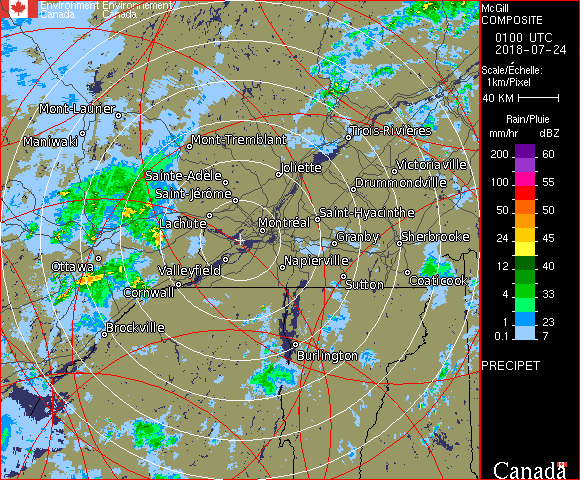 Environment Environnement
Canada Canada
McGill
COMPOSITE
0100 UTC
2018-07-24
Scale/Échelle:
1km/Pixel
40 KM
Rain/Pluie
mm/hr dBZ
200 60
100 55
50 50
24 45
12 40
4 33
2 30
1 23
0.1 7
PRECIPET
Canada
Mont-Laurier
Maniwaki
Mont-Tremblant
Trois-Rivières
Sainte-Adèle
Joliette
Victoriaville
Saint-Jérôme
Drummondville
Lachute
Montréal
Saint-Hyacinthe
Granby
Sherbrooke
Ottawa
Valleyfield
Napierville
Cornwall
Sutton
Coaticook
Brockville
Burlington